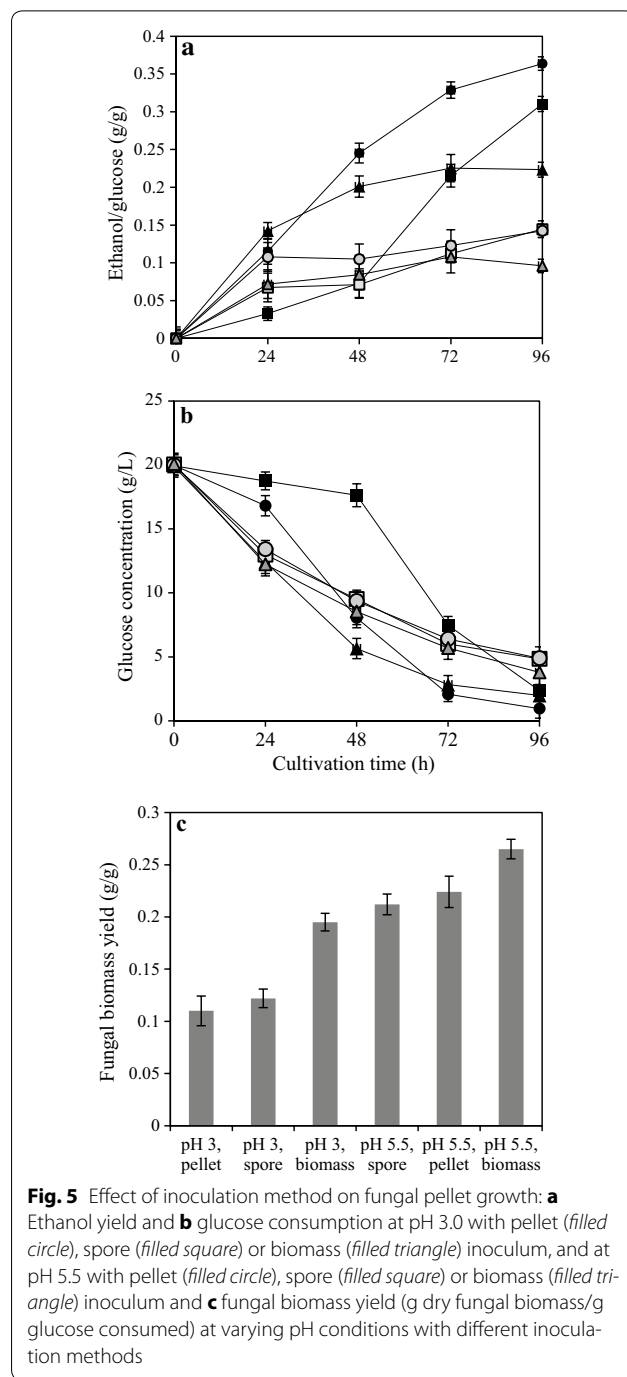 a
0.4
0.35
0.3
0.25
0.2
0.15
0.1
0.05
0
Ethanol/glucose (g/g)
0 24 48 72 96
b
25
20
15
10
5
0
Glucose concentration (g/L)
0 24 48 72 96
Cultivation time (h)
c
0.3
0.25
0.2
0.15
0.1
0.05
0
Fungal biomass yield (g/g)
pH 3, pH 3, pH 3, pH 5.5, pH 5.5, pH 5.5,
pellet spore biomass spore pellet biomass
Fig. 5 Effect of inoculation method on fungal pellet growth: a
Ethanol yield and b glucose consumption at pH 3.0 with pellet (filled
circle), spore (filled square) or biomass (filled triangle) inoculum, and at
pH 5.5 with pellet (filled circle), spore (filled square) or biomass (filled tri-
angle) inoculum and c fungal biomass yield (g dry fungal biomass/g
glucose consumed) at varying pH conditions with different inocula-
tion methods